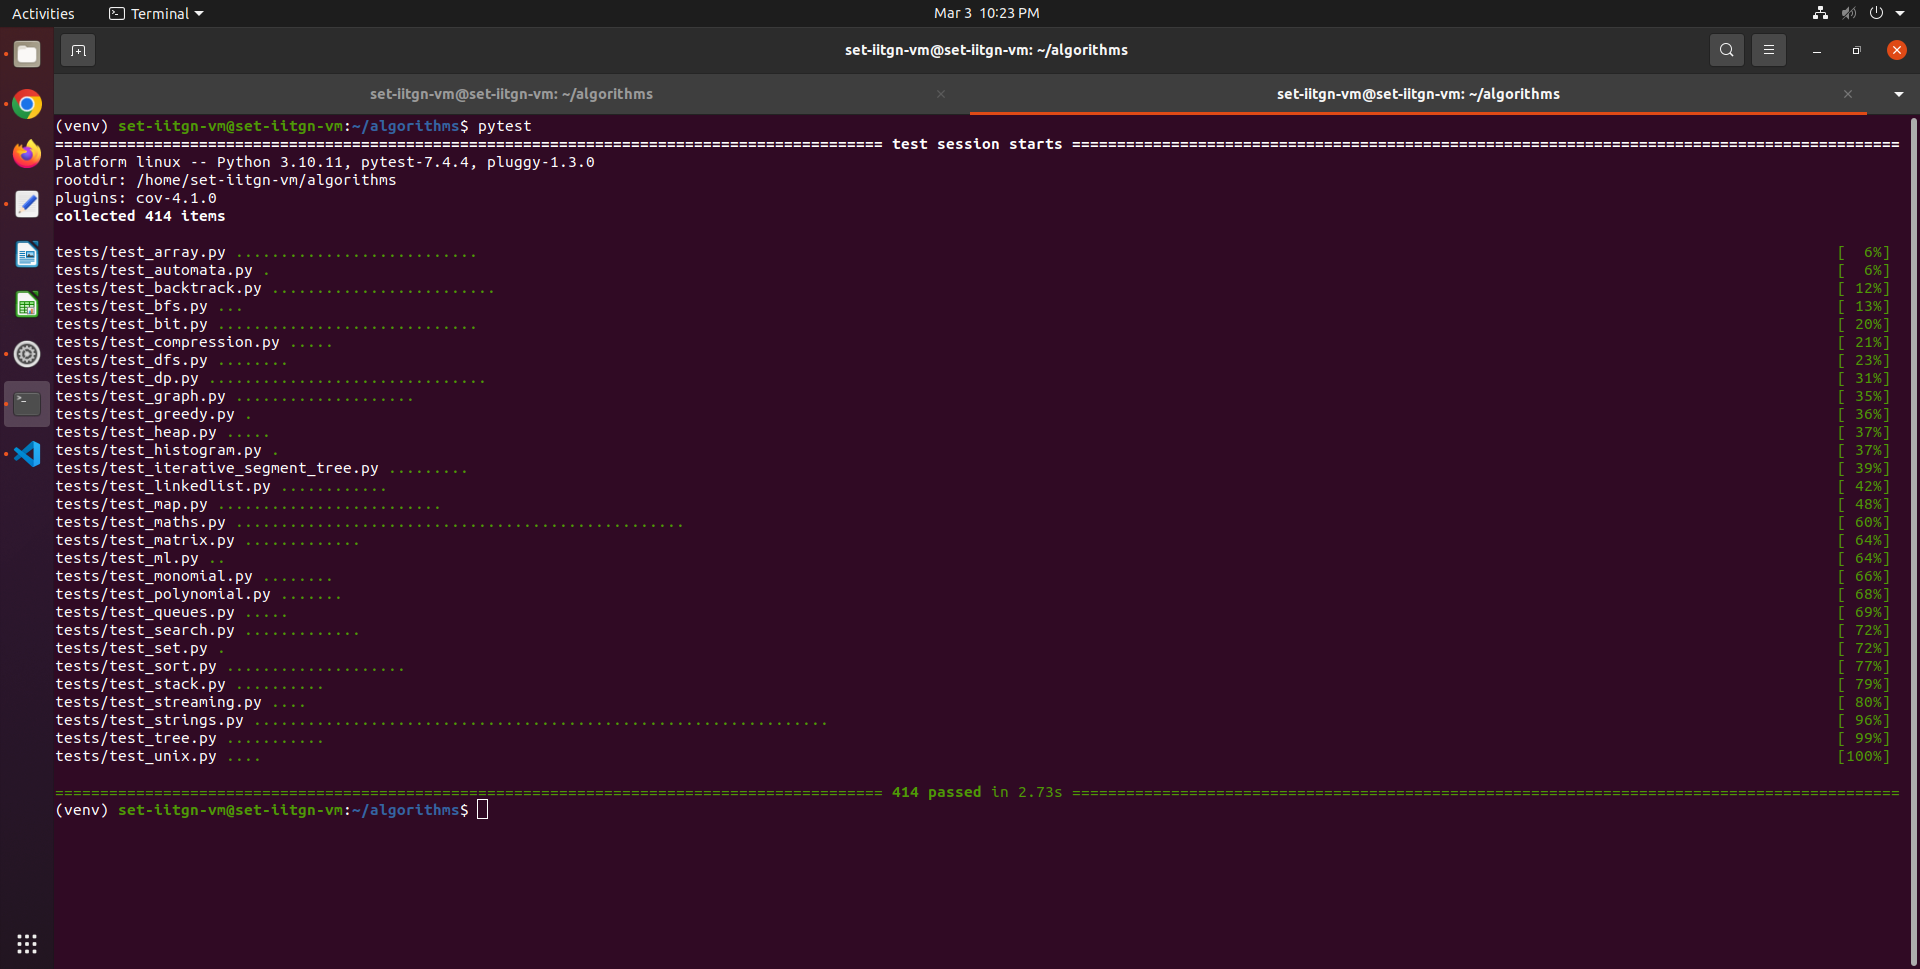 Activities Terminal Mar 3 10:23 PM
set-iitgn-vm@set-iitgn-vm: ~/algorithms
set-iitgn-vm@set-iitgn-vm: ~/algorithms × set-iitgn-vm@set-iitgn-vm: ~/algorithms ×
(venv) set-iitgn-vm@set-iitgn-vm:~/algorithms$ pytest
============================================================================================ test session starts ============================================================================================
platform linux -- Python 3.10.11, pytest-7.4.4, pluggy-1.3.0
rootdir: /home/set-iitgn-vm/algorithms
plugins: cov-4.1.0
collected 414 items
tests/test_array.py ........................... [  6%]
tests/test_automata.py . [  6%]
tests/test_backtrack.py ......................... [ 12%]
tests/test_bfs.py ... [ 13%]
tests/test_bit.py ............................. [ 20%]
tests/test_compression.py ..... [ 21%]
tests/test_dfs.py ........ [ 23%]
tests/test_dp.py ............................... [ 31%]
tests/test_graph.py .................... [ 35%]
tests/test_greedy.py . [ 36%]
tests/test_heap.py ..... [ 37%]
tests/test_histogram.py . [ 37%]
tests/test_iterative_segment_tree.py ......... [ 39%]
tests/test_linkedlist.py ............ [ 42%]
tests/test_map.py ......................... [ 48%]
tests/test_maths.py .................................................. [ 60%]
tests/test_matrix.py ............. [ 64%]
tests/test_ml.py .. [ 64%]
tests/test_monomial.py ........ [ 66%]
tests/test_polynomial.py ....... [ 68%]
tests/test_queues.py ..... [ 69%]
tests/test_search.py ............. [ 72%]
tests/test_set.py . [ 72%]
tests/test_sort.py .................... [ 77%]
tests/test_stack.py .......... [ 79%]
tests/test_streaming.py .... [ 80%]
tests/test_strings.py ................................................................ [ 96%]
tests/test_tree.py ........... [ 99%]
tests/test_unix.py .... [100%]
============================================================================================ 414 passed in 2.73s ============================================================================================
(venv) set-iitgn-vm@set-iitgn-vm:~/algorithms$